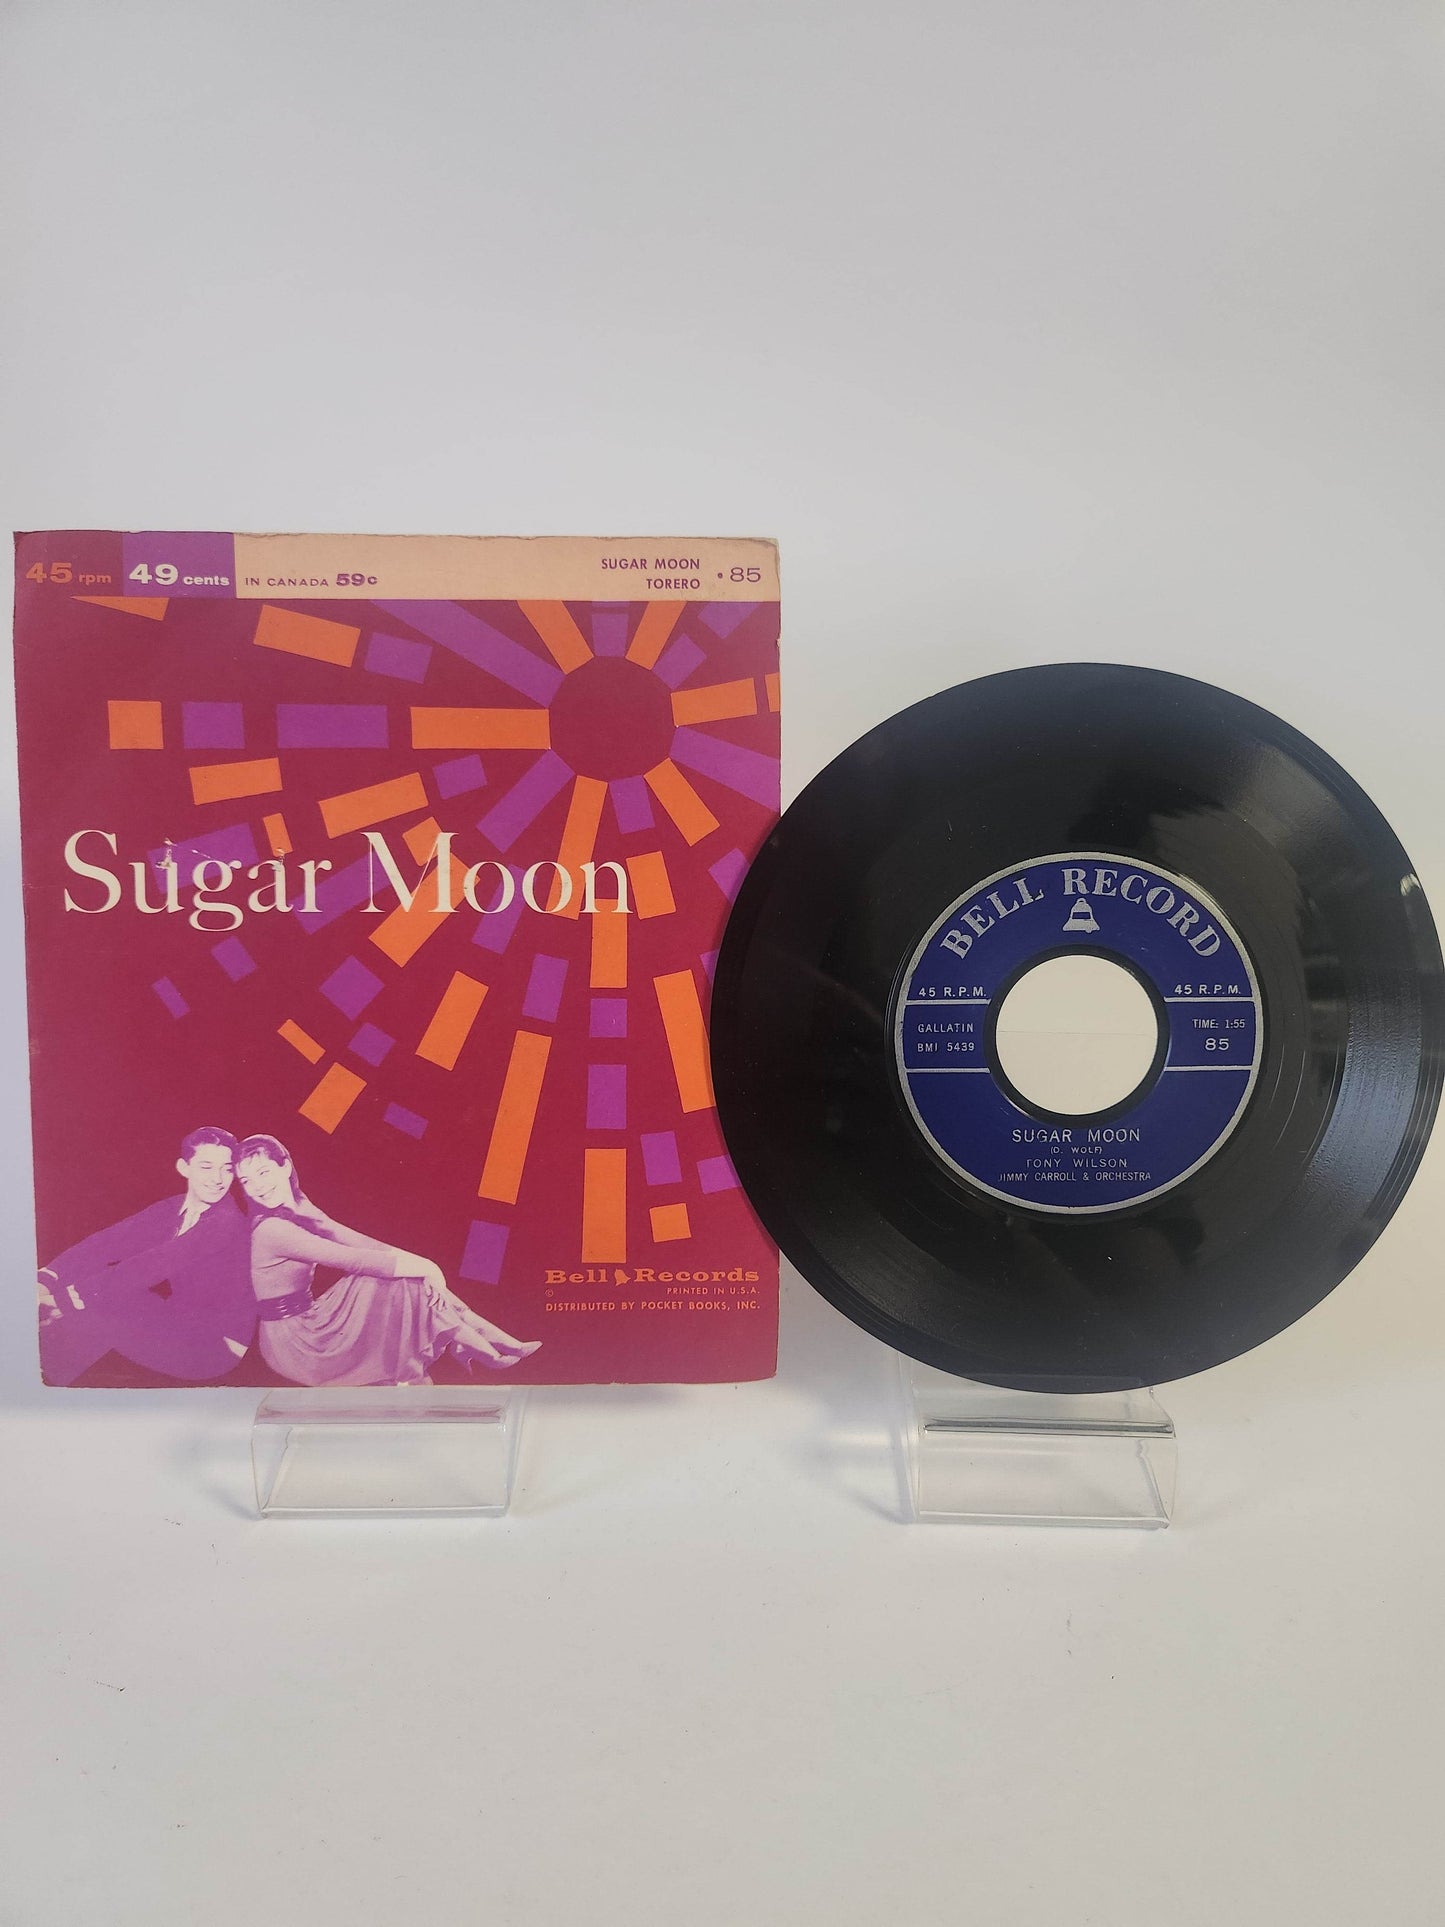 45 rpm
49 cents
IN CANADA 59c
SUGAR MOON
TORERO
• 85
Sugar Moon
Bell Records
©
PRINTED IN U.S.A.
DISTRIBUTED BY POCKET BOOKS, INC.
BELL RECORD
45 R.P.M.
45 R.P.M.
GALLATIN
BMI 5439
TIME: 1:55
85
SUGAR MOON
(D. WOLF)
TONY WILSON
JIMMY CARROLL & ORCHESTRA